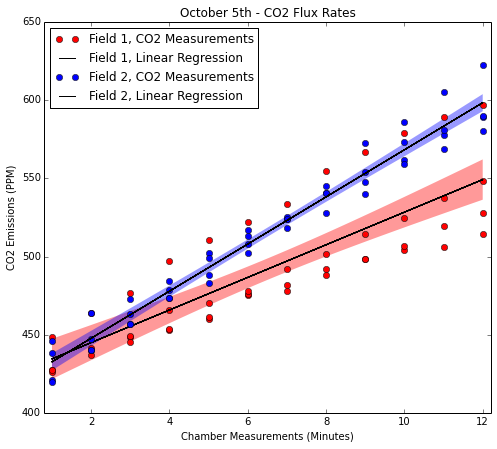 October 5th - CO2 Flux Rates
650
600
550
500
450
400
CO2 Emissions (PPM)
Field 1, CO2 Measurements
Field 1, Linear Regression
Field 2, CO2 Measurements
Field 2, Linear Regression
2 4 6 8 10 12
Chamber Measurements (Minutes)